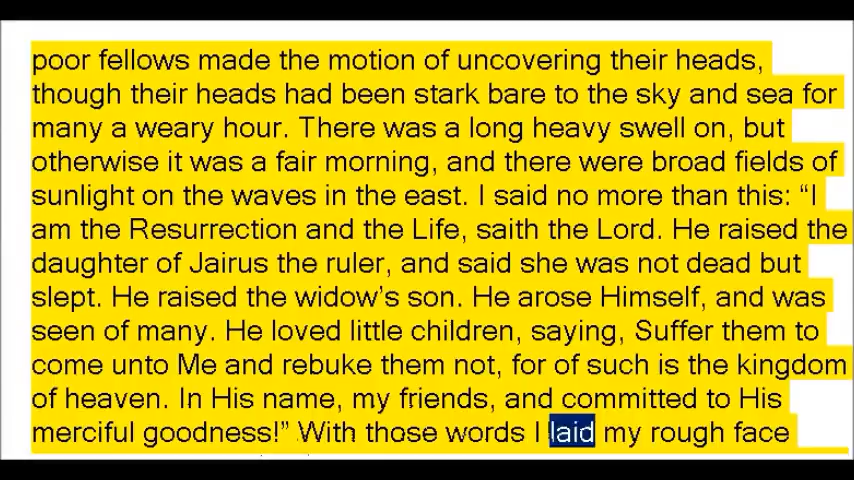 poor fellows made the motion of uncovering their heads,
though their heads had been stark bare to the sky and sea for
many a weary hour. There was a long heavy swell on, but
otherwise it was a fair morning, and there were broad fields of
sunlight on the waves in the east. I said no more than this: “I
am the Resurrection and the Life, saith the Lord. He raised the
daughter of Jairus the ruler, and said she was not dead but
slept. He raised the widow’s son. He arose Himself, and was
seen of many. He loved little children, saying, Suffer them to
come unto Me and rebuke them not, for of such is the kingdom
of heaven. In His name, my friends, and committed to His
merciful goodness!” With those words I laid my rough face